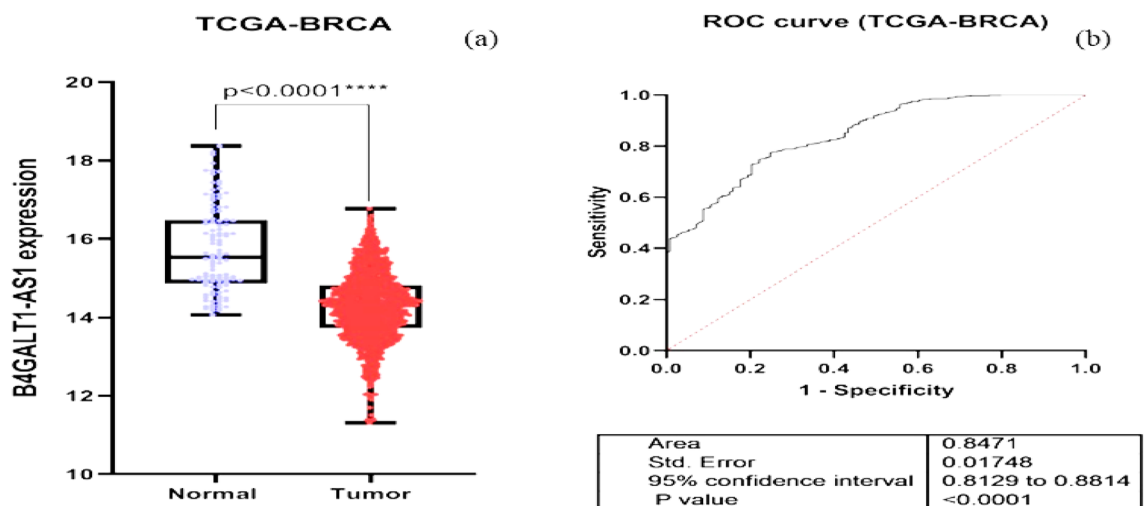 TCGA-BRCA
(a)
p<0.0001****
B4GALT1-AS1 expression
20
18
16
14
12
10
Normal
Tumor
ROC curve (TCGA-BRCA)
(b)
Sensitivity
1.0
0.8
0.6
0.4
0.2
0.0
0.0 0.2 0.4 0.6 0.8 1.0
1 - Specificity
Area 0.8471
Std. Error 0.01748
95% confidence interval 0.8129 to 0.8814
P value <0.0001